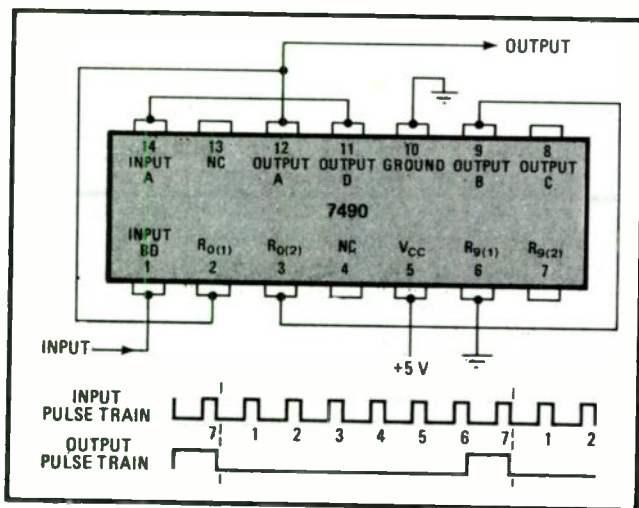 OUTPUT
14 13 12 11 10 9 8
INPUT NC OUTPUT OUTPUT GROUND OUTPUT OUTPUT
A A D B C
7490
INPUT
BD R0(1) R0(2) NC VCC R9(1) R9(2)
1 2 3 4 5 6 7
INPUT
+5 V
INPUT
PULSE TRAIN
7 1 2 3 4 5 6 7 1 2
OUTPUT
PULSE TRAIN